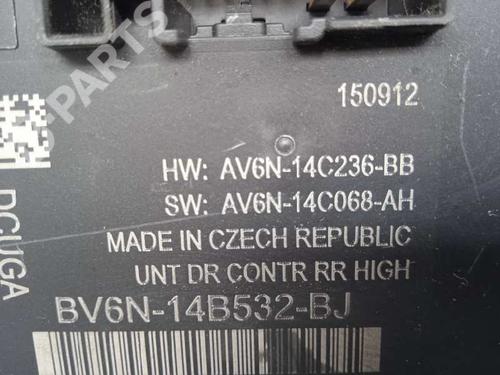 150912
HW: AV6N-14C236-BB
SW: AV6N-14C068-AH
MADE IN CZECH REPUBLIC
UNT DR CONTR RR HIGH
BV6N-14B532-BJ
DCUGA